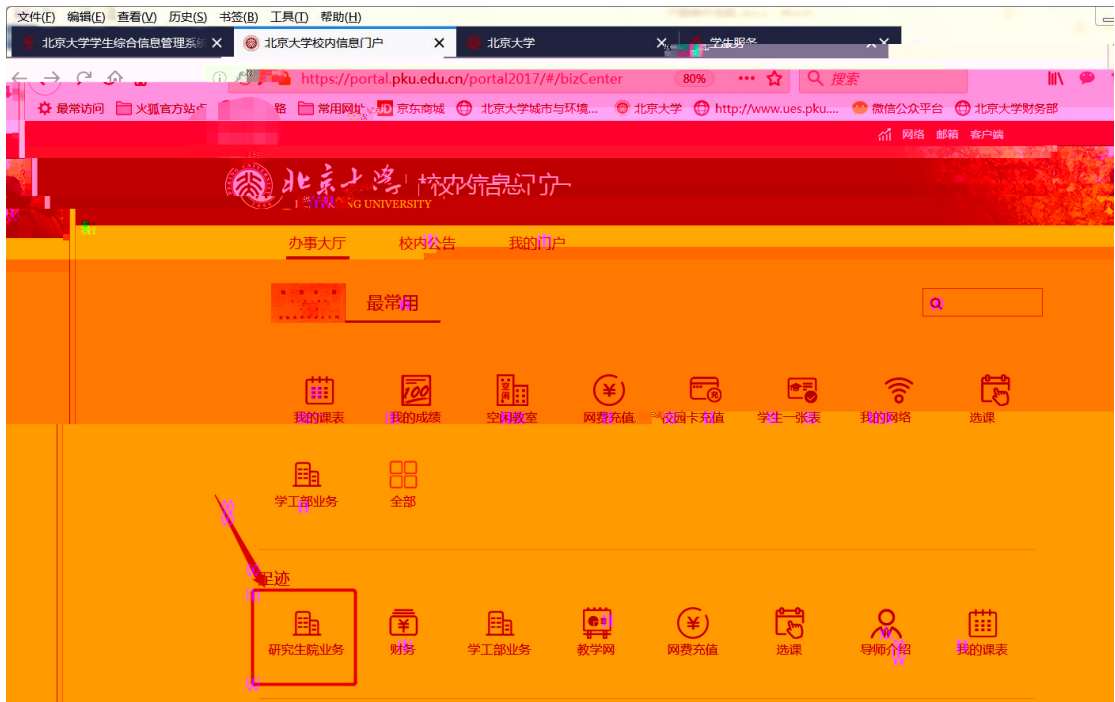 文件(F) 编辑(E) 查看(V) 历史(S) 书签(B) 工具(T) 帮助(H)
北京大学学生综合信息管理系统 北京大学校内信息门户 北京大学 学生服务
https://portal.pku.edu.cn/portal2017/#/bizCenter 80% 搜索
最常访问 火狐官方站点 常用网址 JD 京东商城 北京大学城市与环境... 北京大学 http://www.ues.pku.... 微信公众平台 北京大学财务部
网络 邮箱 客户端
北京大学 校内信息门户
UNIVERSITY
办事大厅 校内公告 我的门户
最常用
我的课表 我的成绩 空闲教室 网费充值 校园卡充值 学生一张表 我的网络 选课
学工部业务 全部
足迹
研究生院业务 财务 学工部业务 教学网 网费充值 选课 导师介绍 我的课表